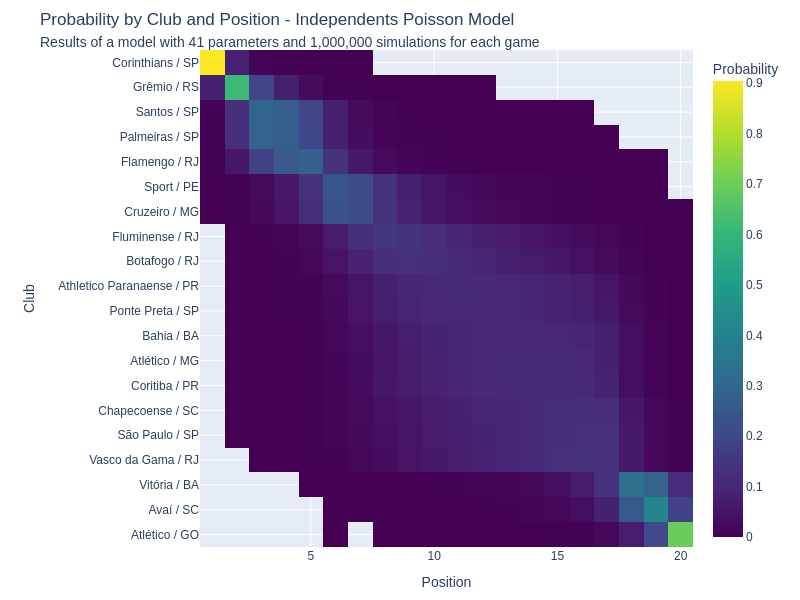 Probability by Club and Position - Independents Poisson Model
Results of a model with 41 parameters and 1,000,000 simulations for each game
Corinthians / SP
Grêmio / RS
Santos / SP
Palmeiras / SP
Flamengo / RJ
Sport / PE
Cruzeiro / MG
Fluminense / RJ
Botafogo / RJ
Athletico Paranaense / PR
Ponte Preta / SP
Bahia / BA
Atlético / MG
Coritiba / PR
Chapecoense / SC
São Paulo / SP
Vasco da Gama / RJ
Vitória / BA
Avaí / SC
Atlético / GO
Club
5
10
15
20
Position
Probability
0.9
0.8
0.7
0.6
0.5
0.4
0.3
0.2
0.1
0